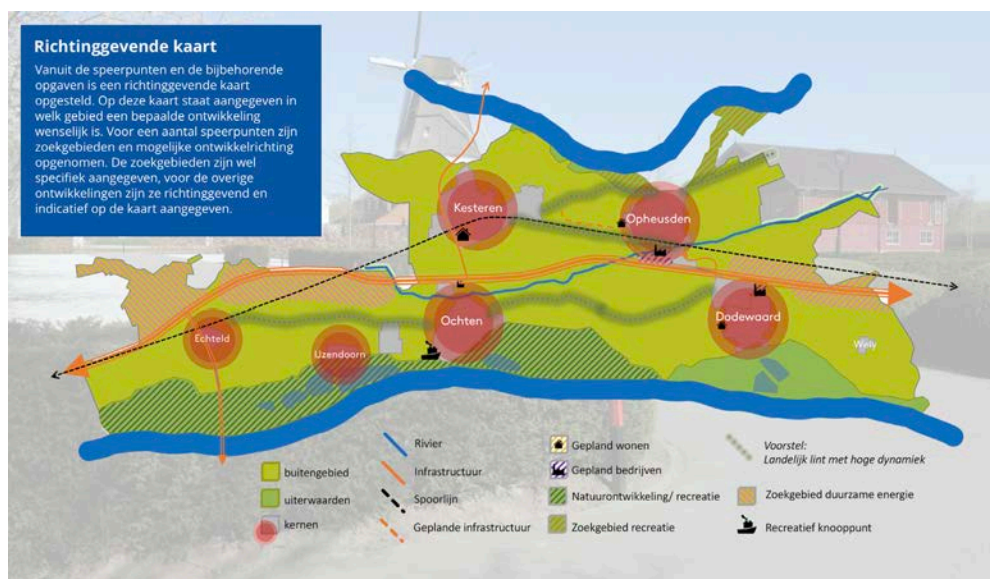 Richtinggevende kaart
Vanuit de speerpunten en de bijbehorende
opgaven is een richtinggevende kaart
opgesteld. Op deze kaart staat aangegeven in
welk gebied een bepaalde ontwikkeling
wenselijk is. Voor een aantal speerpunten zijn
zoekgebieden en mogelijke ontwikkelrichting
opgenomen. De zoekgebieden zijn wel
specifiek aangegeven, voor de overige
ontwikkelingen zijn ze richtinggevend en
indicatief op de kaart aangegeven.
Kesteren
Opheusden
Ochten
Dodewaard
Echteld
IJzendoorn
Wely
buitengebied
uiterwaarden
kernen
Rivier
Infrastructuur
Spoorlijn
Geplande infrastructuur
Gepland wonen
Gepland bedrijven
Natuurontwikkeling/ recreatie
Zoekgebied recreatie
Voorstel:
Landelijk lint met hoge dynamiek
Zoekgebied duurzame energie
Recreatief knooppunt